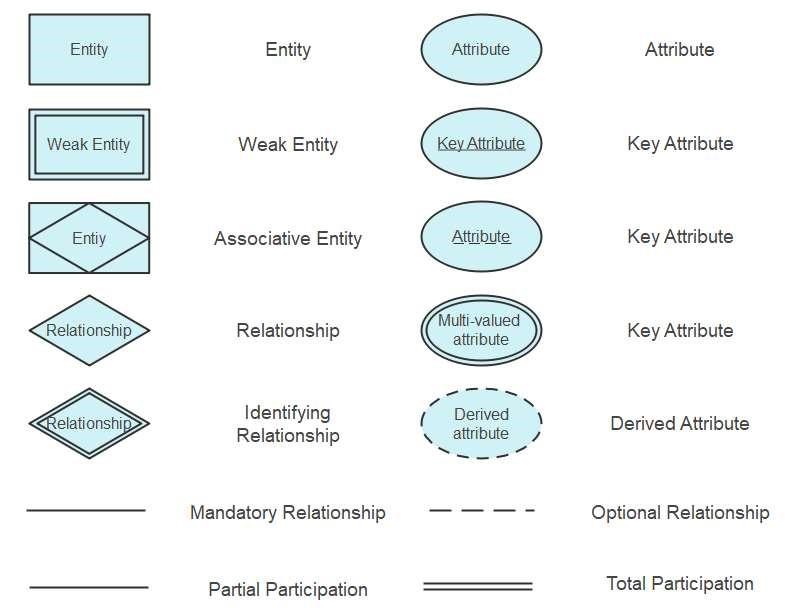 Entity
Entity
Attribute
Attribute
Weak Entity
Weak Entity
Key Attribute
Key Attribute
Entiy
Associative Entity
Attribute
Key Attribute
Relationship
Relationship
Multi-valued
attribute
Key Attribute
Relationship
Identifying
Relationship
Derived
attribute
Derived Attribute
Mandatory Relationship
Optional Relationship
Partial Participation
Total Participation